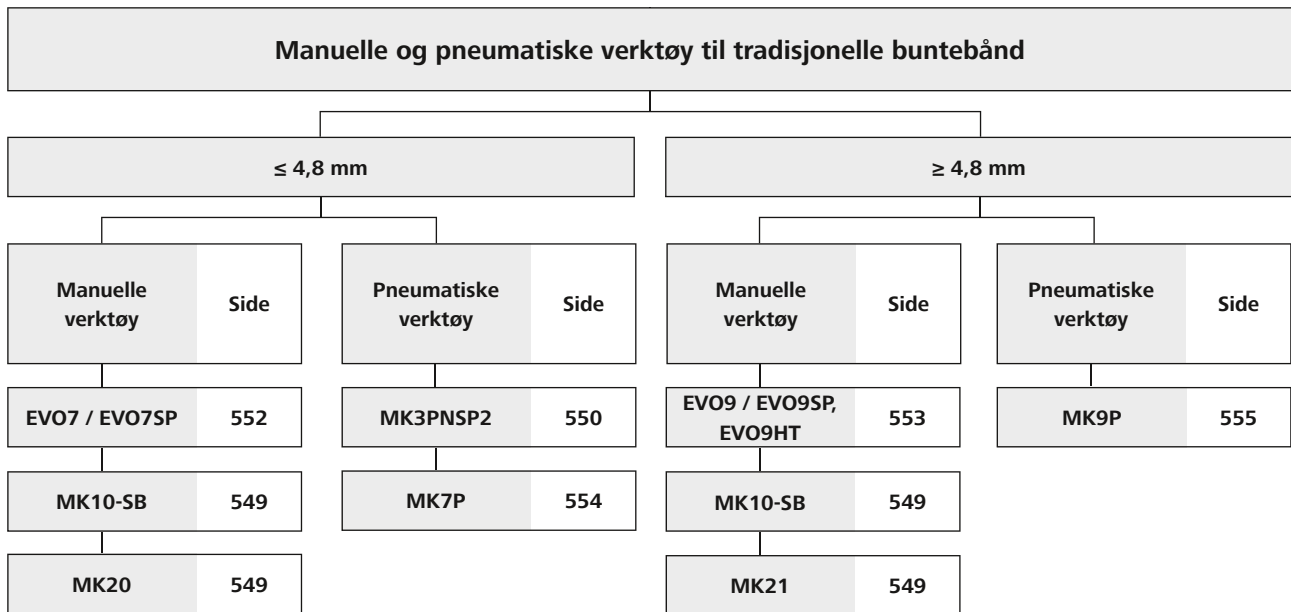 Manuelle og pneumatiske verktøy til tradisjonelle buntebånd
≤ 4,8 mm
≥ 4,8 mm
Manuelle
verktøy
Side
Pneumatiske
verktøy
Side
Manuelle
verktøy
Side
Pneumatiske
verktøy
Side
EVO7 / EVO7SP
552
MK3PNSP2
550
EVO9 / EVO9SP,
EVO9HT
553
MK9P
555
MK10-SB
549
MK7P
554
MK10-SB
549
MK20
549
MK21
549